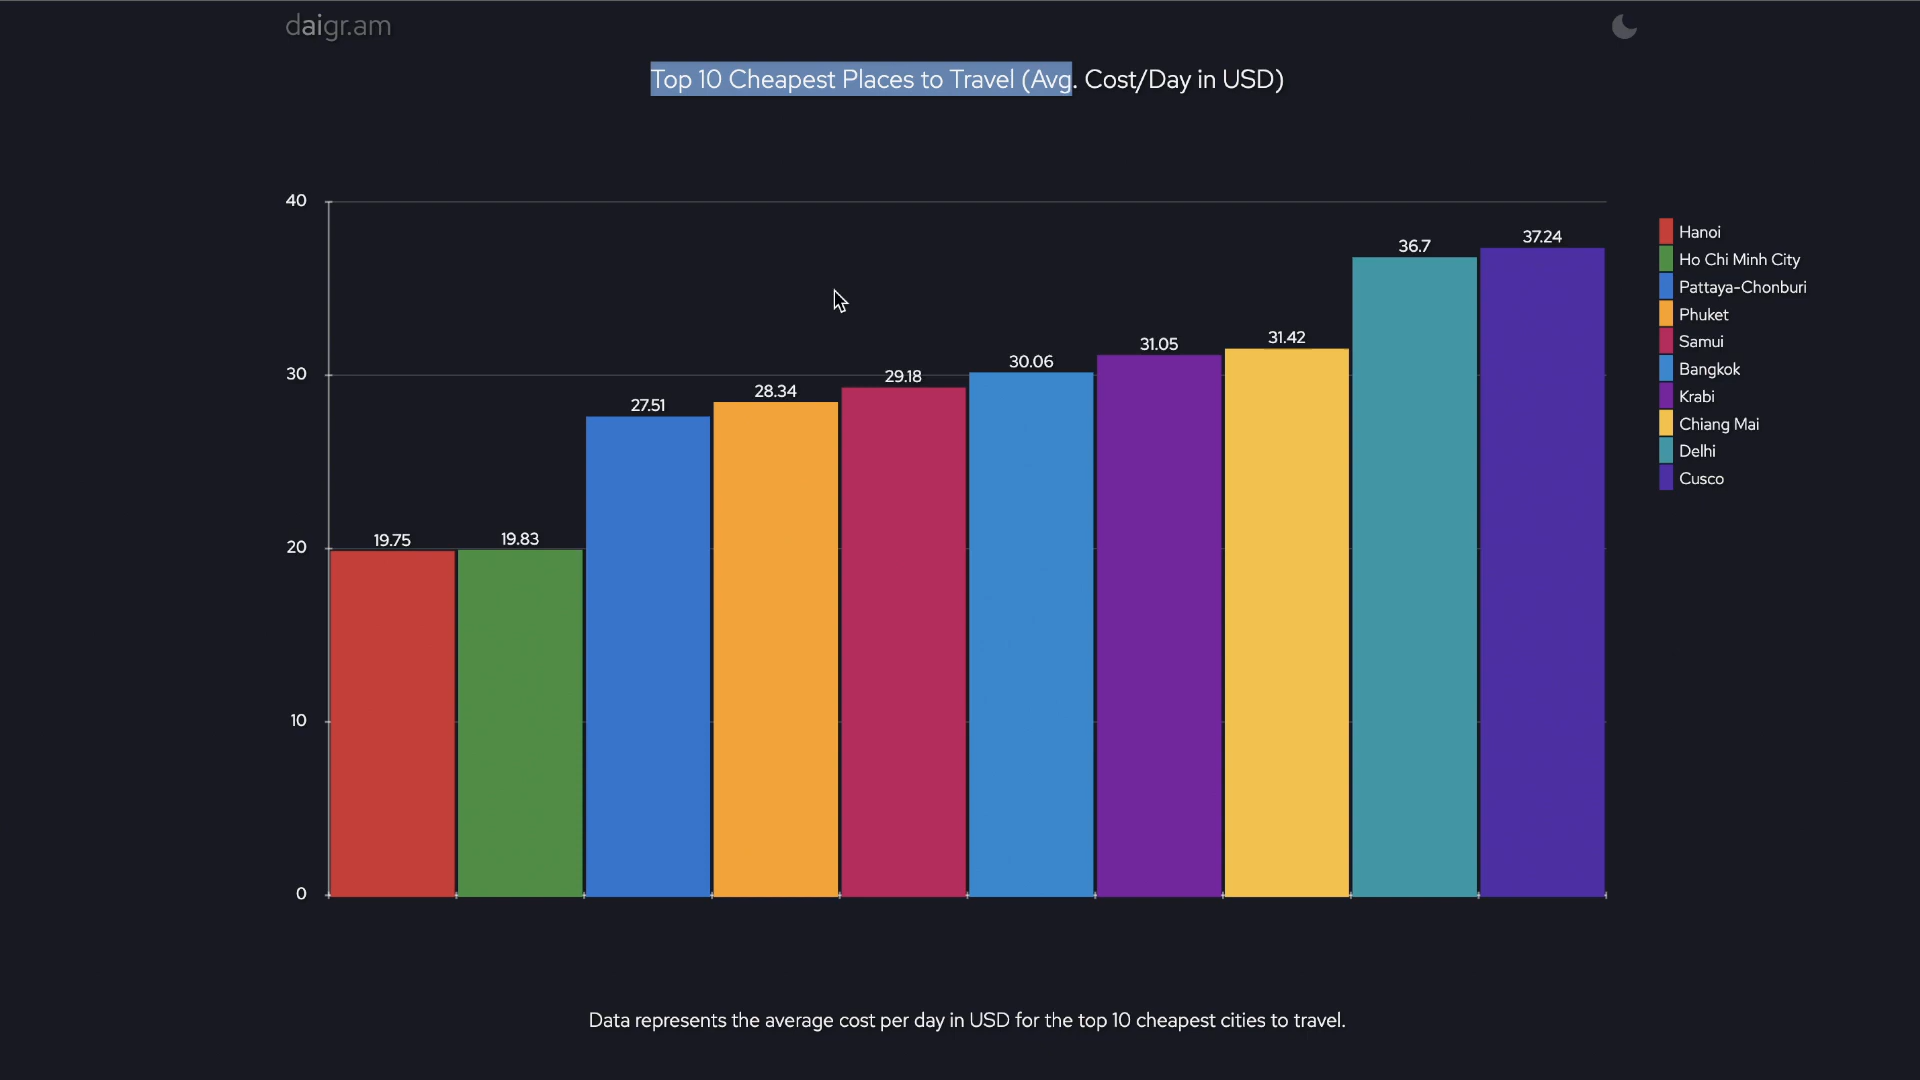 daigr.am
Top 10 Cheapest Places to Travel (Avg. Cost/Day in USD)
40
30
20
10
0
19.75
19.83
27.51
28.34
29.18
30.06
31.05
31.42
36.7
37.24
Hanoi
Ho Chi Minh City
Pattaya-Chonburi
Phuket
Samui
Bangkok
Krabi
Chiang Mai
Delhi
Cusco
Data represents the average cost per day in USD for the top 10 cheapest cities to travel.